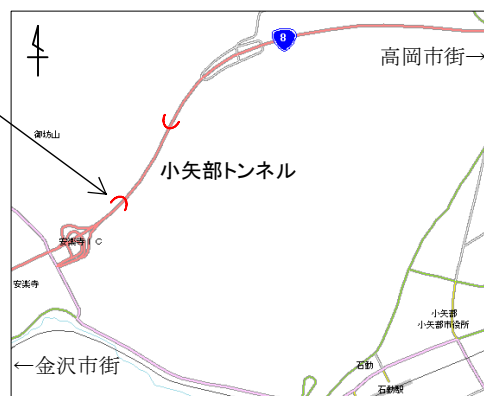 8
高岡市街→
御坊山
小矢部トンネル
安楽寺IC
安楽寺
小矢部
小矢部市役所
←金沢市街
石動
石動駅